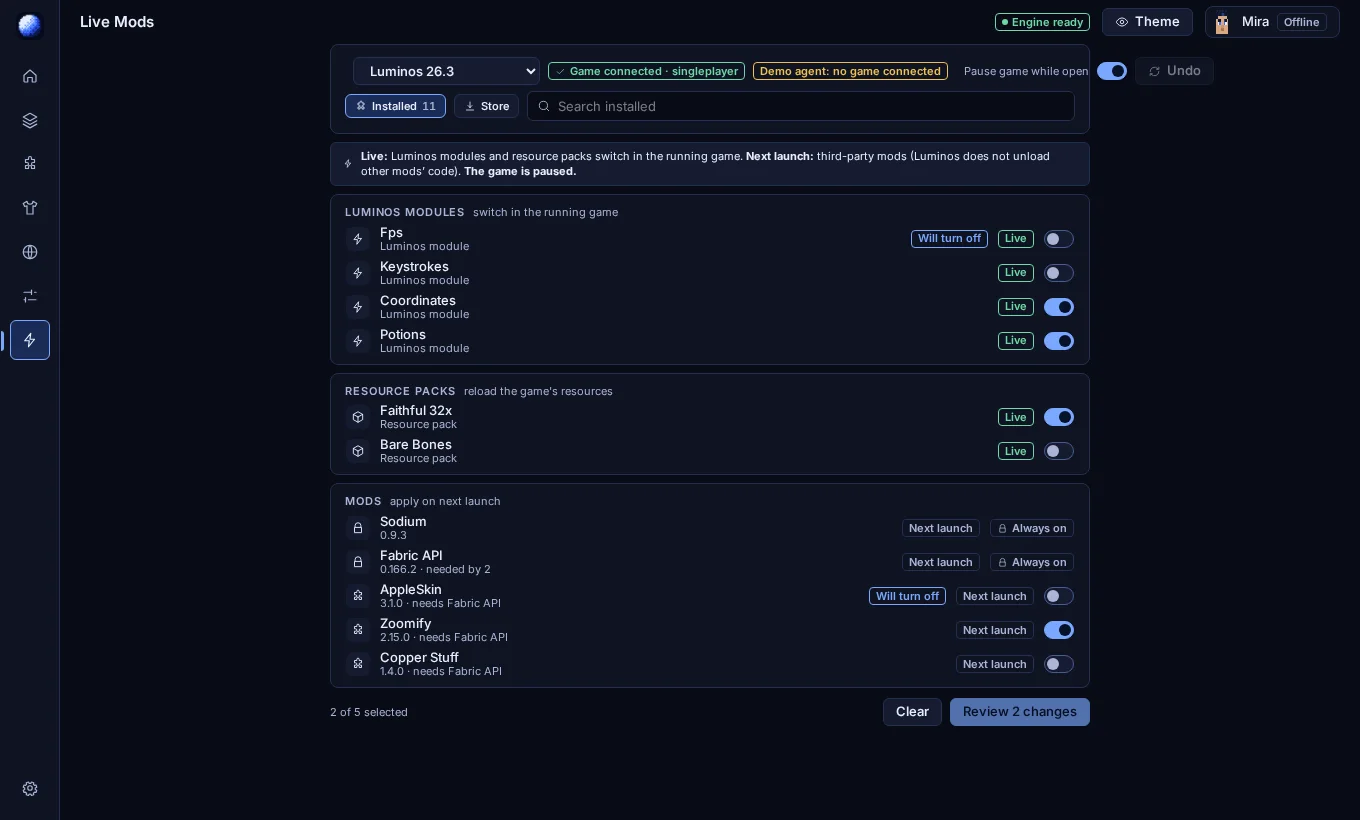 Live Mods
Engine ready
Theme
Mira Offline
Luminos 26.3
Game connected · singleplayer
Demo agent: no game connected
Pause game while open
Undo
Installed 11
Store
Search installed
Live: Luminos modules and resource packs switch in the running game. Next launch: third-party mods (Luminos does not unload
other mods' code). The game is paused.
LUMINOS MODULES switch in the running game
Fps
Luminos module
Will turn off
Live
Keystrokes
Luminos module
Live
Coordinates
Luminos module
Live
Potions
Luminos module
Live
RESOURCE PACKS reload the game's resources
Faithful 32x
Resource pack
Live
Bare Bones
Resource pack
Live
MODS apply on next launch
Sodium
0.9.3
Next launch
Always on
Fabric API
0.166.2 · needed by 2
Next launch
Always on
AppleSkin
3.1.0 · needs Fabric API
Will turn off
Next launch
Zoomify
2.15.0 · needs Fabric API
Next launch
Copper Stuff
1.4.0 · needs Fabric API
Next launch
2 of 5 selected
Clear
Review 2 changes